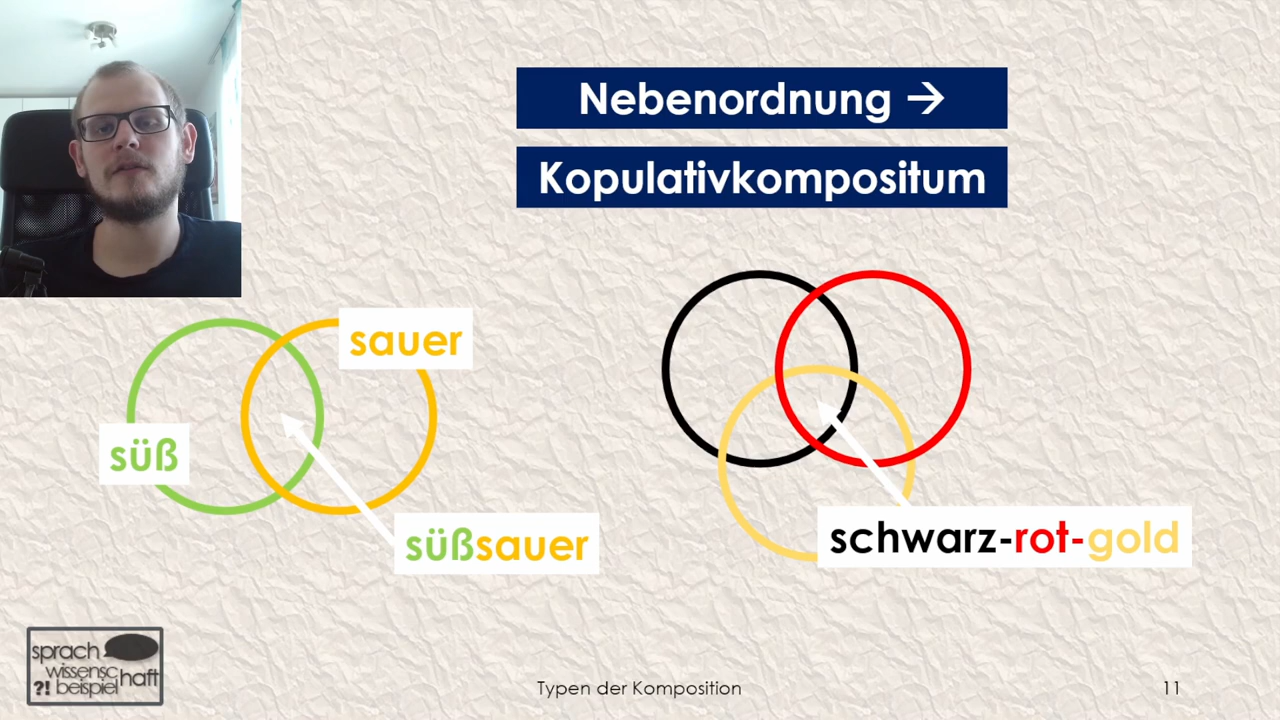 Nebenordnung →
Kopulativkompositum
sauer
süß
süßsauer
schwarz-rot-gold
sprach
wissensc
haft
?! beispiel
Typen der Komposition
11